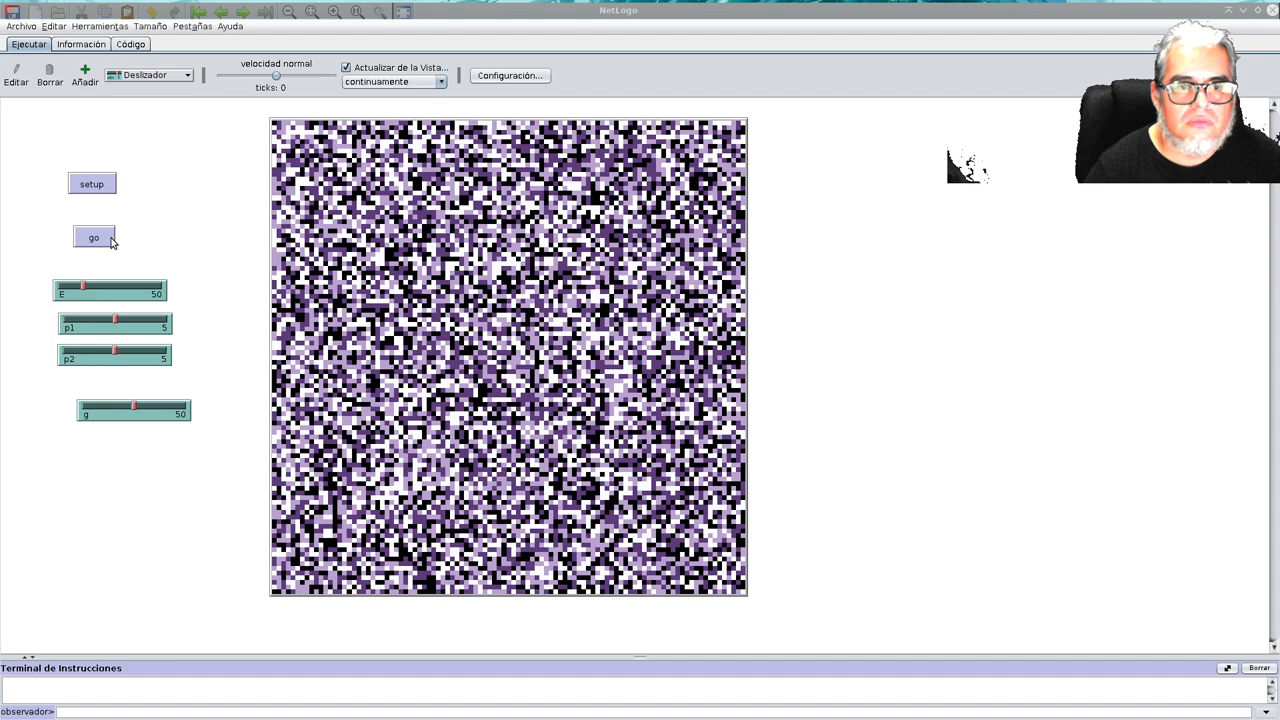 NetLogo
Archivo Editar Herramientas Tamaño Pestañas Ayuda
Ejecutar Información Código
Editar Borrar Añadir Deslizador
velocidad normal
ticks: 0
Actualizar de la Vista...
continuamente
Configuración...
setup
go
E 50
p1 5
p2 5
g 50
Terminal de Instrucciones
Borrar
observador>